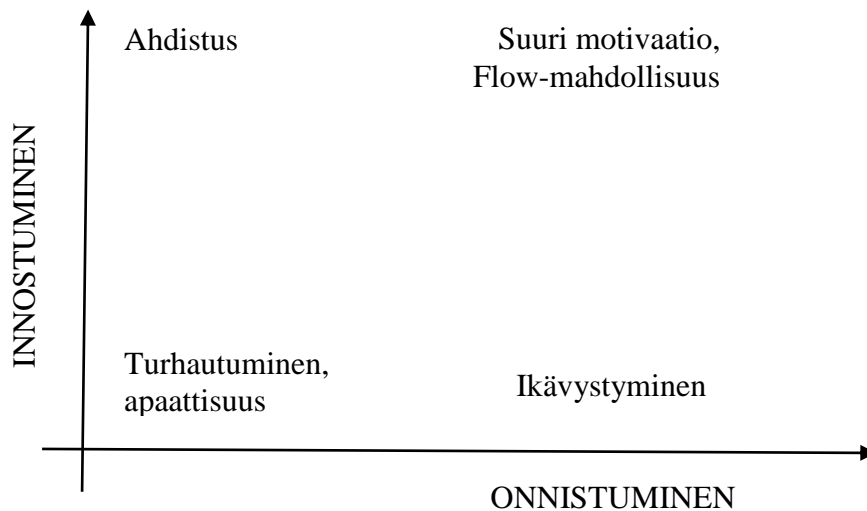 Ahdistus
Suuri motivaatio,
Flow-mahdollisuus
INNOSTUMINEN
Turhautuminen,
apaattisuus
Ikävystyminen
ONNISTUMINEN